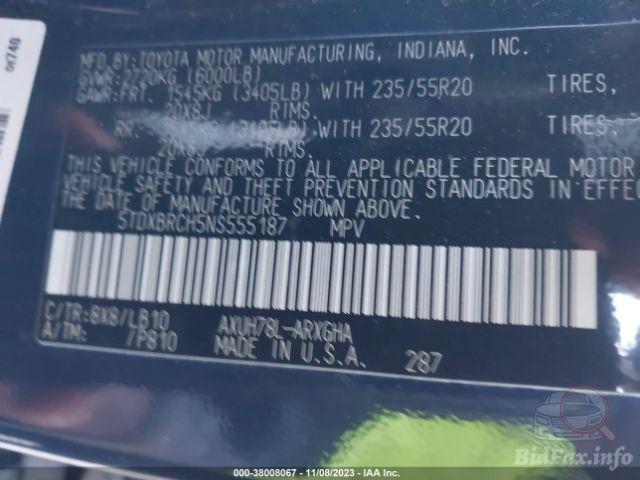 MFD.BY: TOYOTA MOTOR MANUFACTURING, INDIANA, INC.
GVWR: 2720KG (6000LB)
GAWR: FRT. 1545KG (3405LB) WITH 235/55R20 TIRES,
20X8J RIMS.
RR. (3405LB) WITH 235/55R20 TIRES,
20X8J RIMS.
THIS VEHICLE CONFORMS TO ALL APPLICABLE FEDERAL MOTOR
VEHICLE SAFETY AND THEFT PREVENTION STANDARDS IN EFFE
THE DATE OF MANUFACTURE SHOWN ABOVE.
5TDXBRCH5NS555187 MPV
C/TR: 8X8/LB10 AXUH78L-ARXGHA
A/TM: 7P810 MADE IN U.S.A. 287
BidFax.info
000-38008067 - 11/08/2023 - IAA Inc.